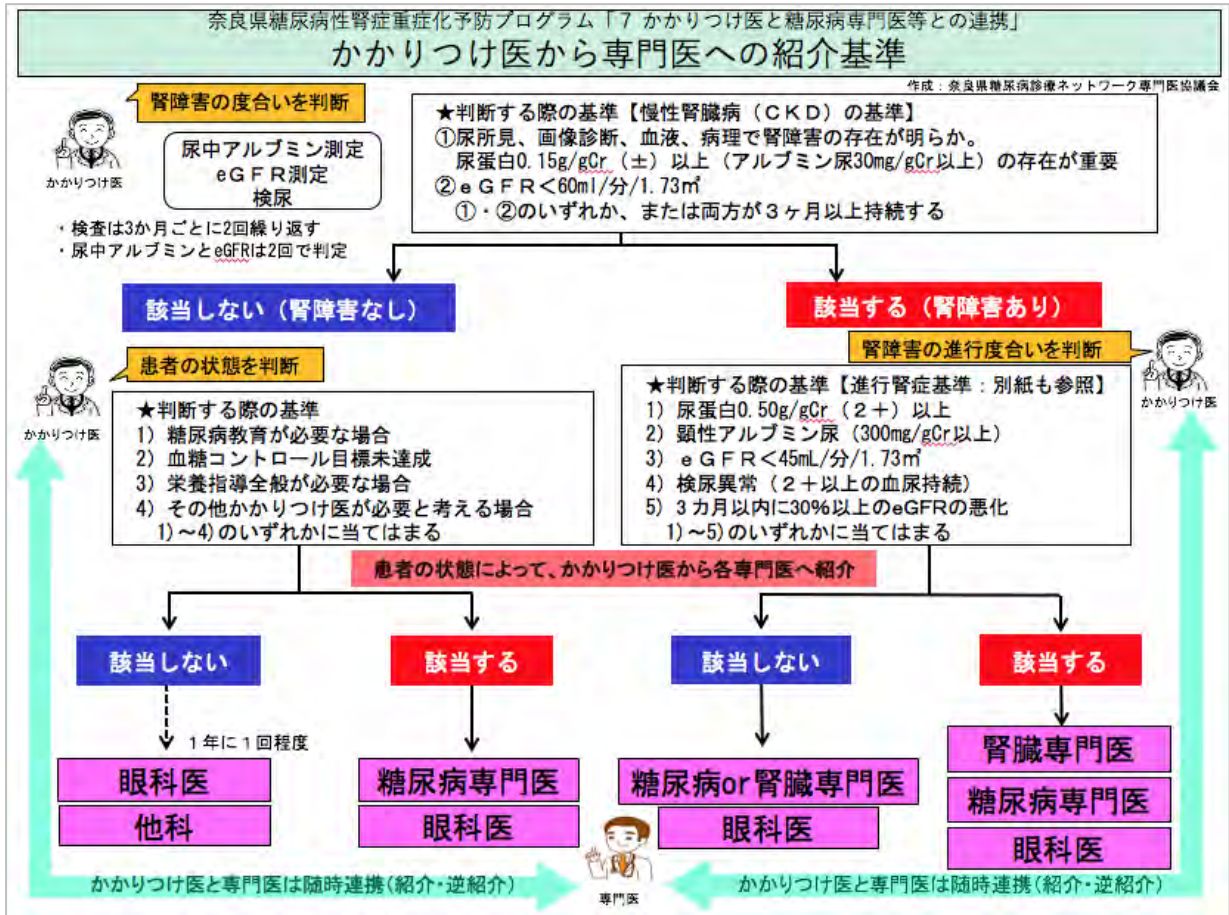 奈良県糖尿病性腎症重症化予防プログラム「7 かかりつけ医と糖尿病専門医等との連携」
かかりつけ医から専門医への紹介基準
作成：奈良県糖尿病診療ネットワーク専門医協議会
腎障害の度合いを判断
かかりつけ医
尿中アルブミン測定
eGFR測定
検尿
・検査は3か月ごとに2回繰り返す
・尿中アルブミンとeGFRは2回で判定
★判断する際の基準【慢性腎臓病（CKD）の基準】
①尿所見、画像診断、血液、病理で腎障害の存在が明らか。
尿蛋白0.15g/gCr（±）以上（アルブミン尿30mg/gCr以上）の存在が重要
②eGFR＜60ml/分/1.73㎡
①・②のいずれか、または両方が３ヶ月以上持続する
該当しない（腎障害なし）
該当する（腎障害あり）
患者の状態を判断
かかりつけ医
★判断する際の基準
1）糖尿病教育が必要な場合
2）血糖コントロール目標未達成
3）栄養指導全般が必要な場合
4）その他かかりつけ医が必要と考える場合
1)～4)のいずれかに当てはまる
腎障害の進行度合いを判断
かかりつけ医
★判断する際の基準【進行腎症基準：別紙も参照】
1）尿蛋白0.50g/gCr（２+）以上
2）顕性アルブミン尿（300mg/gCr以上）
3）eGFR＜45mL/分/1.73㎡
4）検尿異常（２+以上の血尿持続）
5）３カ月以内に30%以上のeGFRの悪化
1)～5)のいずれかに当てはまる
患者の状態によって、かかりつけ医から各専門医へ紹介
該当しない
該当する
該当しない
該当する
１年に１回程度
眼科医
他科
糖尿病専門医
眼科医
糖尿病or腎臓専門医
眼科医
腎臓専門医
糖尿病専門医
眼科医
かかりつけ医と専門医は随時連携（紹介・逆紹介）
専門医
かかりつけ医と専門医は随時連携（紹介・逆紹介）